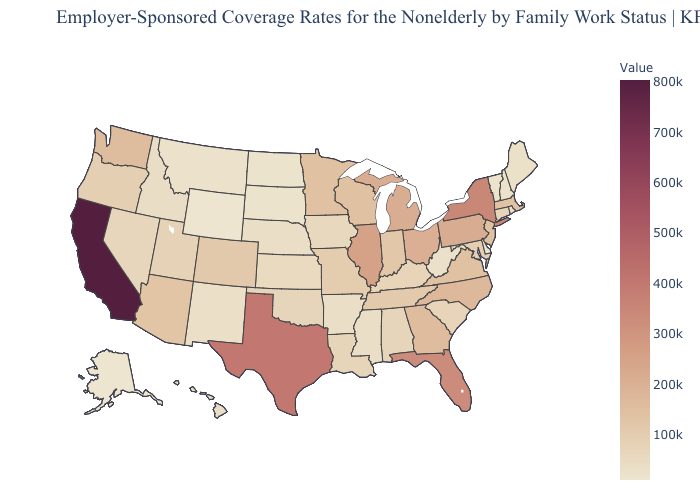 Employer-Sponsored Coverage Rates for the Nonelderly by Family Work Status | KF
Value
800k
700k
600k
500k
400k
300k
200k
100k